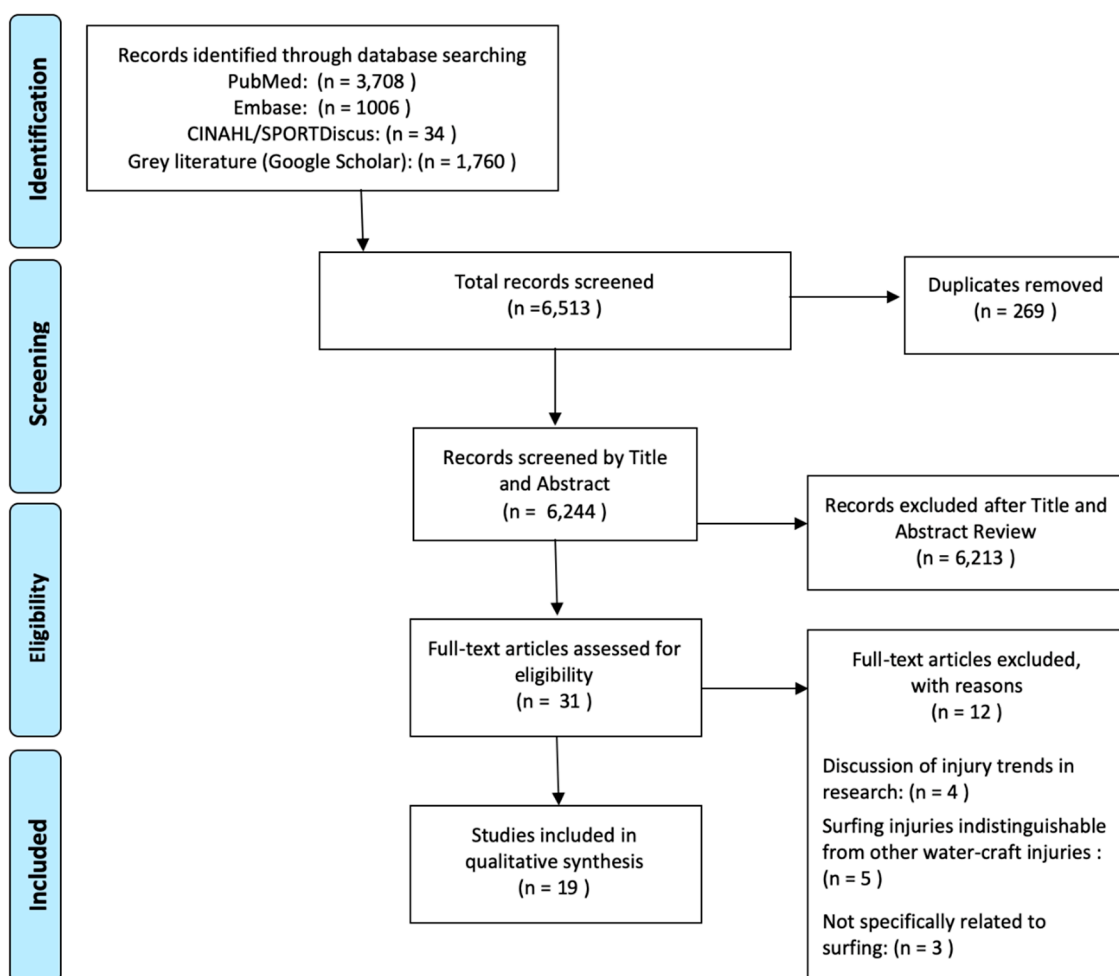 Identification
Records identified through database searching
PubMed: (n = 3,708 )
Embase: (n = 1006 )
CINAHL/SPORTDiscus: (n = 34 )
Grey literature (Google Scholar): (n = 1,760 )
Screening
Total records screened
(n =6,513 )
Duplicates removed
(n = 269 )
Records screened by Title
and Abstract
(n = 6,244 )
Records excluded after Title and
Abstract Review
(n = 6,213 )
Eligibility
Full-text articles assessed for
eligibility
(n = 31 )
Full-text articles excluded,
with reasons
(n = 12 )
Discussion of injury trends in
research: (n = 4 )
Surfing injuries indistinguishable
from other water-craft injuries :
(n = 5 )
Not specifically related to
surfing: (n = 3 )
Included
Studies included in
qualitative synthesis
(n = 19 )